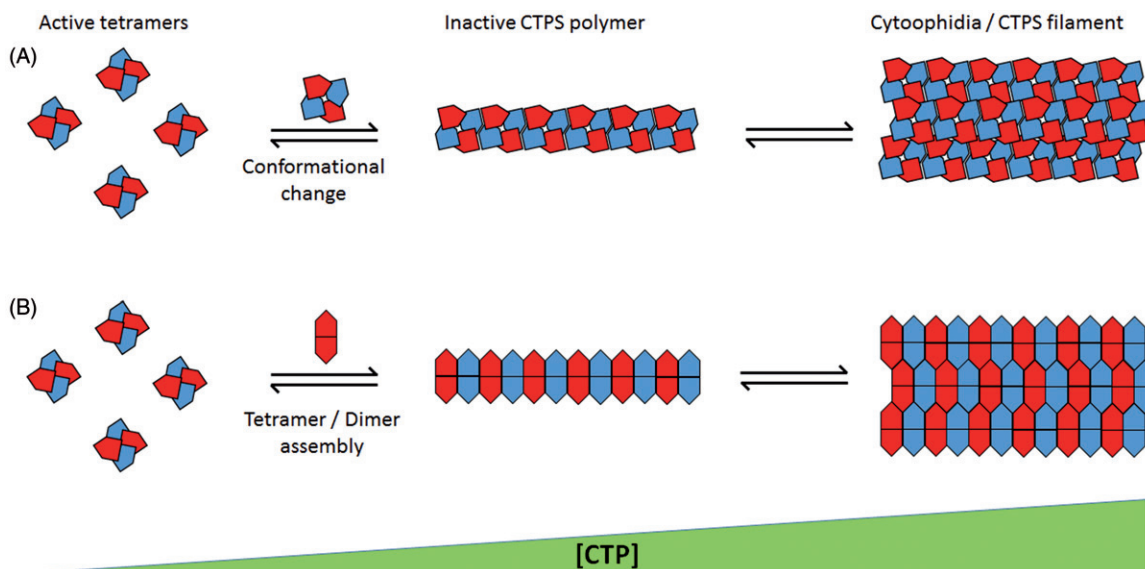 Active tetramers
Inactive CTPS polymer
Cytoophidia / CTPS filament
(A)
Conformational
change
(B)
Tetramer / Dimer
assembly
[CTP]